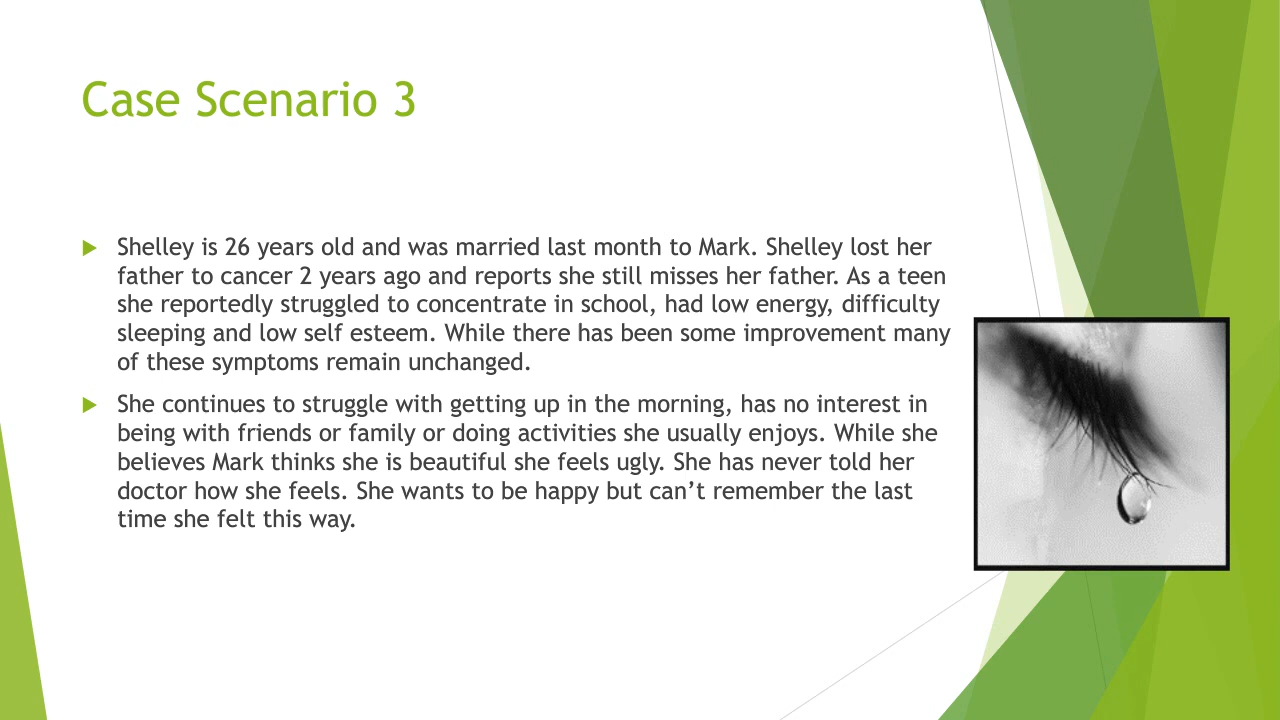 Case Scenario 3
Shelley is 26 years old and was married last month to Mark. Shelley lost her
father to cancer 2 years ago and reports she still misses her father. As a teen
she reportedly struggled to concentrate in school, had low energy, difficulty
sleeping and low self esteem. While there has been some improvement many
of these symptoms remain unchanged.
She continues to struggle with getting up in the morning, has no interest in
being with friends or family or doing activities she usually enjoys. While she
believes Mark thinks she is beautiful she feels ugly. She has never told her
doctor how she feels. She wants to be happy but can’t remember the last
time she felt this way.